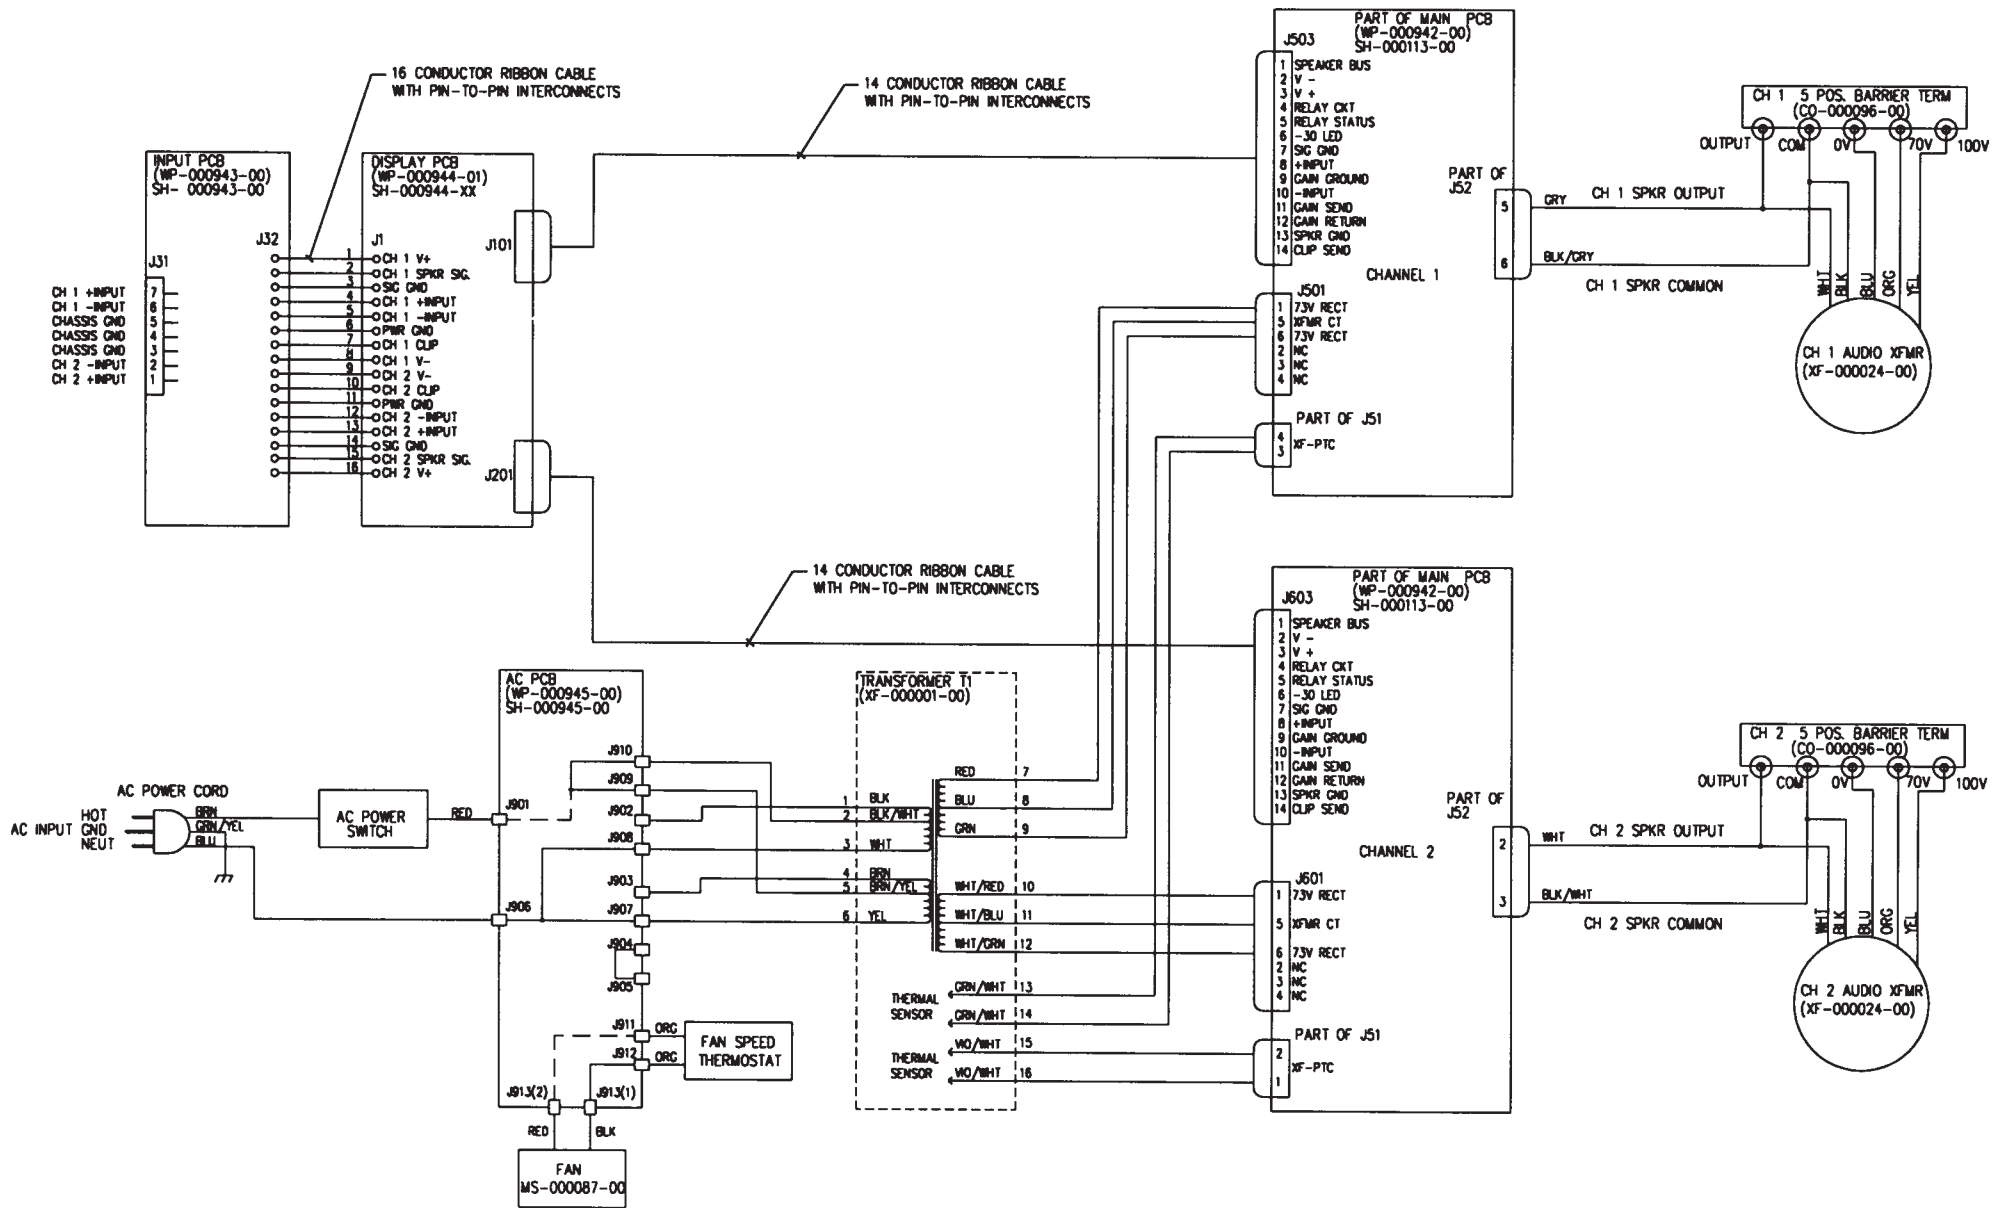 16 CONDUCTOR RIBBON CABLE
WITH PIN-TO-PIN INTERCONNECTS
14 CONDUCTOR RIBBON CABLE
WITH PIN-TO-PIN INTERCONNECTS
INPUT PCB
(WP-000943-00)
SH- 000943-00
J32
J31
CH 1 +INPUT 7
CH 1 -INPUT 6
CHASSIS GND 5
CHASSIS GND 4
CHASSIS GND 3
CH 2 -INPUT 2
CH 2 +INPUT 1
DISPLAY PCB
(WP-000944-01)
SH-000944-XX
J1
J101
J201
1 CH 1 V+
2 CH 1 SPKR SIG.
3 SIG GND
4 CH 1 +INPUT
5 CH 1 -INPUT
6 PWR GND
7 CH 1 CLIP
8 CH 1 V-
9 CH 2 V-
10 CH 2 CLIP
11 PWR GND
12 CH 2 -INPUT
13 CH 2 +INPUT
14 SIG GND
15 CH 2 SPKR SIG.
16 CH 2 V+
PART OF MAIN PCB
(WP-000942-00)
SH-000113-00
J503
1 SPEAKER BUS
2 V -
3 V +
4 RELAY CKT
5 RELAY STATUS
6 -30 LED
7 SIG GND
8 +INPUT
9 GAIN GROUND
10 -INPUT
11 GAIN SEND
12 GAIN RETURN
13 SPKR GND
14 CLIP SEND
CHANNEL 1
J501
1 73V RECT
5 XFMR CT
6 73V RECT
2 NC
3 NC
4 NC
PART OF J51
4
3
XF-PTC
PART OF
J52
5
6
GRY
CH 1 SPKR OUTPUT
BLK/GRY
CH 1 SPKR COMMON
CH 1 5 POS. BARRIER TERM
(CO-000096-00)
OUTPUT COM 0V 70V 100V
WHT
BLK
BLU
ORG
YEL
CH 1 AUDIO XFMR
(XF-000024-00)
14 CONDUCTOR RIBBON CABLE
WITH PIN-TO-PIN INTERCONNECTS
PART OF MAIN PCB
(WP-000942-00)
SH-000113-00
J603
1 SPEAKER BUS
2 V -
3 V +
4 RELAY CKT
5 RELAY STATUS
6 -30 LED
7 SIG GND
8 +INPUT
9 GAIN GROUND
10 -INPUT
11 GAIN SEND
12 GAIN RETURN
13 SPKR GND
14 CLIP SEND
CHANNEL 2
J601
1 73V RECT
5 XFMR CT
6 73V RECT
2 NC
3 NC
4 NC
PART OF J51
2
1
XF-PTC
PART OF
J52
2
3
WHT
CH 2 SPKR OUTPUT
BLK/WHT
CH 2 SPKR COMMON
CH 2 5 POS. BARRIER TERM
(CO-000096-00)
OUTPUT COM 0V 70V 100V
WHT
BLK
BLU
ORG
YEL
CH 2 AUDIO XFMR
(XF-000024-00)
AC POWER CORD
HOT
AC INPUT GND
NEUT
BRN
GRN/YEL
BLU
AC POWER
SWITCH
RED
AC PCB
(WP-000945-00)
SH-000945-00
J901
J906
J910
J909
J902
J908
J903
J907
J904
J905
J911
J912
J913(2)
J913(1)
ORG
ORG
FAN SPEED
THERMOSTAT
RED
BLK
FAN
MS-000087-00
TRANSFORMER T1
(XF-000001-00)
1 BLK
2 BLK/WHT
3 WHT
4 BRN
5 BRN/YEL
6 YEL
RED 7
BLU 8
GRN 9
WHT/RED 10
WHT/BLU 11
WHT/GRN 12
THERMAL
SENSOR
GRN/WHT 13
GRN/WHT 14
THERMAL
SENSOR
VIO/WHT 15
VIO/WHT 16